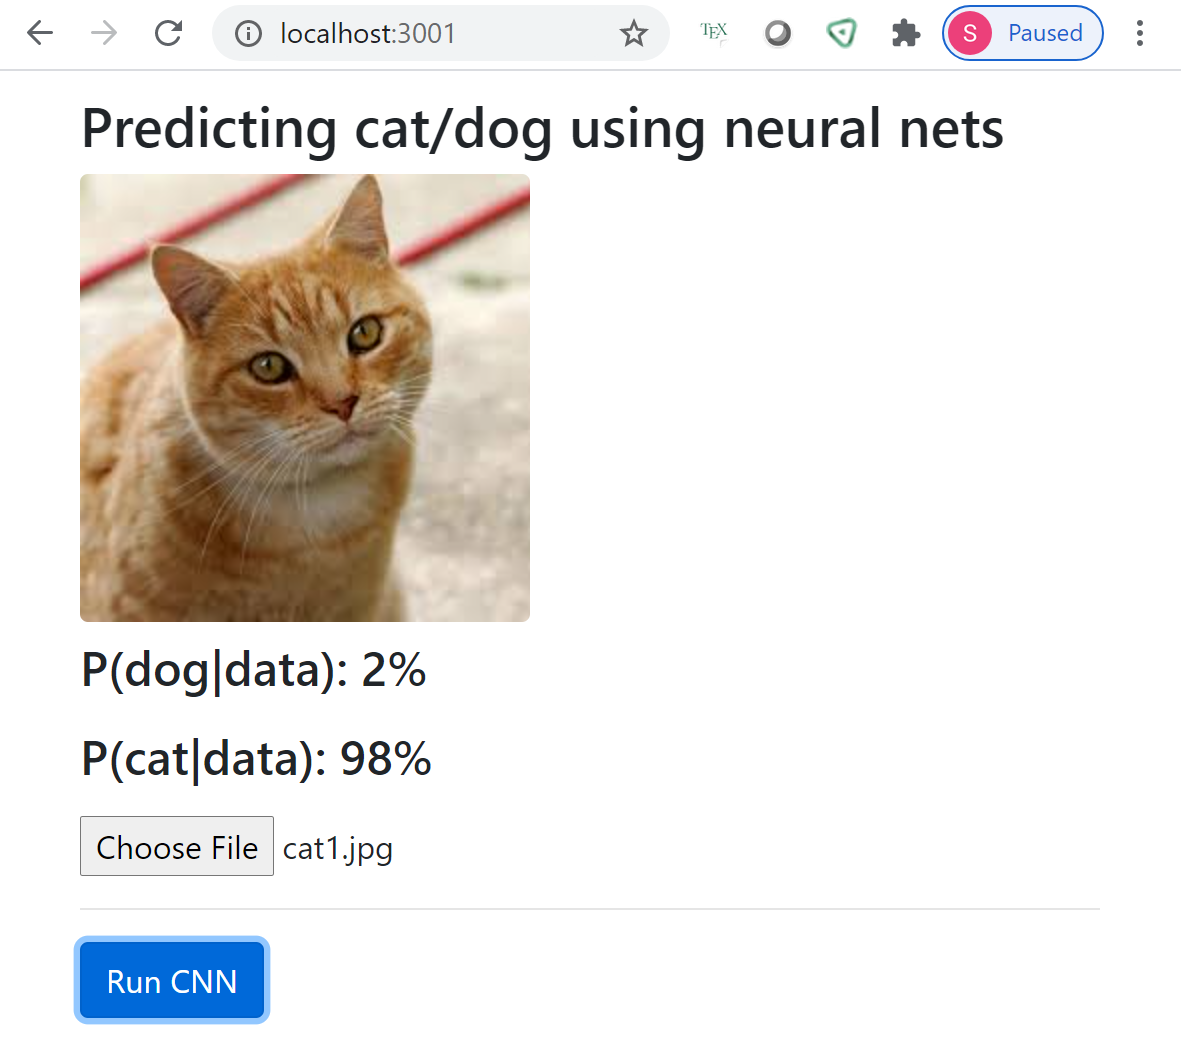 localhost:3001
TEX
S Paused
Predicting cat/dog using neural nets
P(dog|data): 2%
P(cat|data): 98%
Choose File cat1.jpg
Run CNN